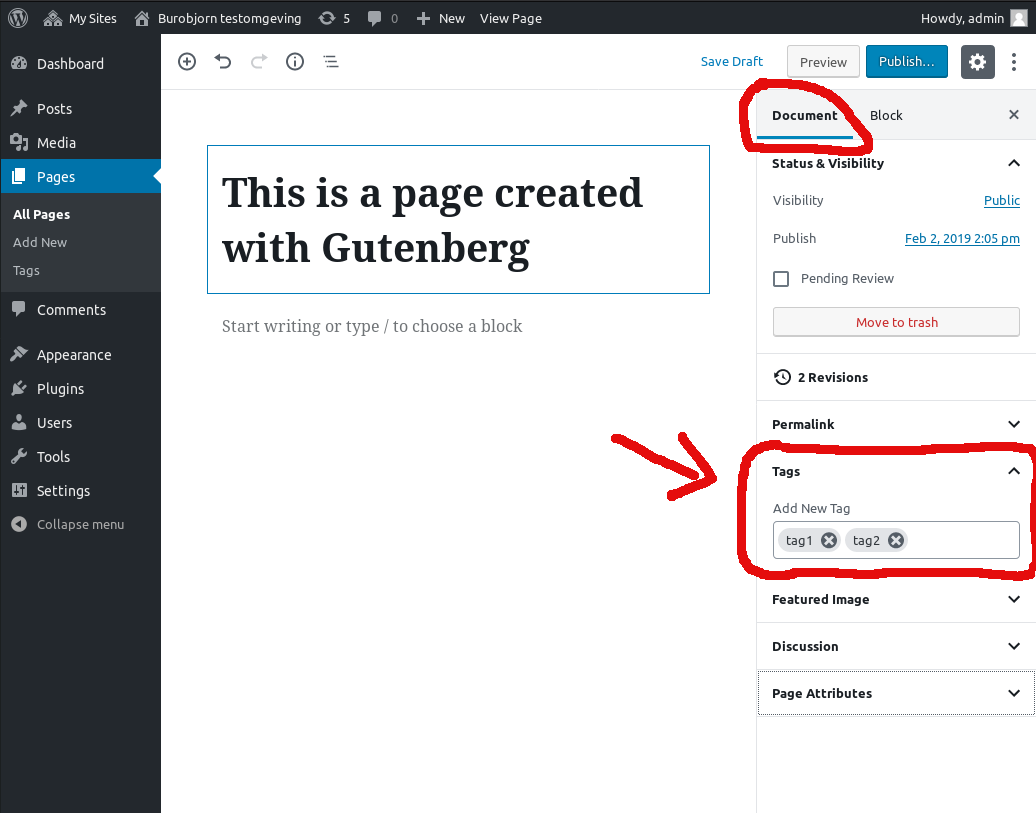 My Sites Burobjorn testomgeving 5 0 New View Page Howdy, admin
Dashboard
Posts
Media
Pages
All Pages
Add New
Tags
Comments
Appearance
Plugins
Users
Tools
Settings
Collapse menu
Save Draft Preview Publish...
This is a page created
with Gutenberg
Start writing or type / to choose a block
Document Block
Status & Visibility
Visibility Public
Publish Feb 2, 2019 2:05 pm
Pending Review
Move to trash
2 Revisions
Permalink
Tags
Add New Tag
tag1 tag2
Featured Image
Discussion
Page Attributes